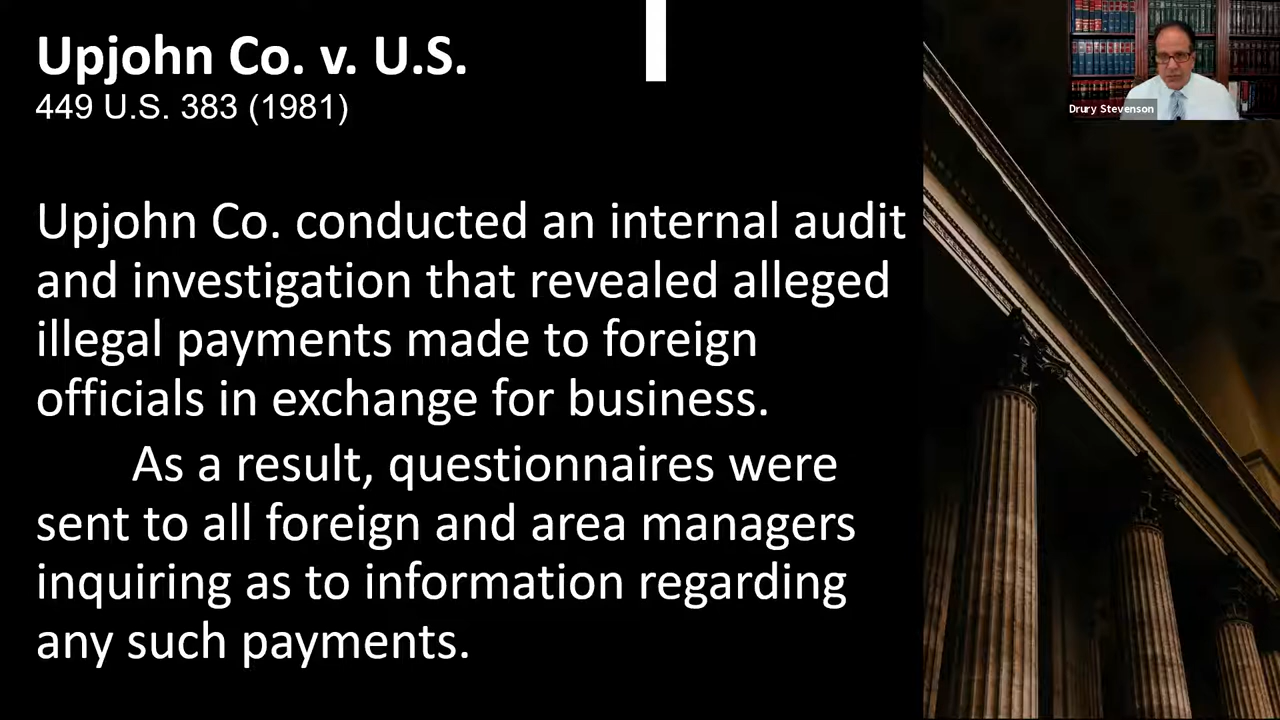 Upjohn Co. v. U.S.
449 U.S. 383 (1981)
Drury Stevenson
Upjohn Co. conducted an internal audit
and investigation that revealed alleged
illegal payments made to foreign
officials in exchange for business.
As a result, questionnaires were
sent to all foreign and area managers
inquiring as to information regarding
any such payments.